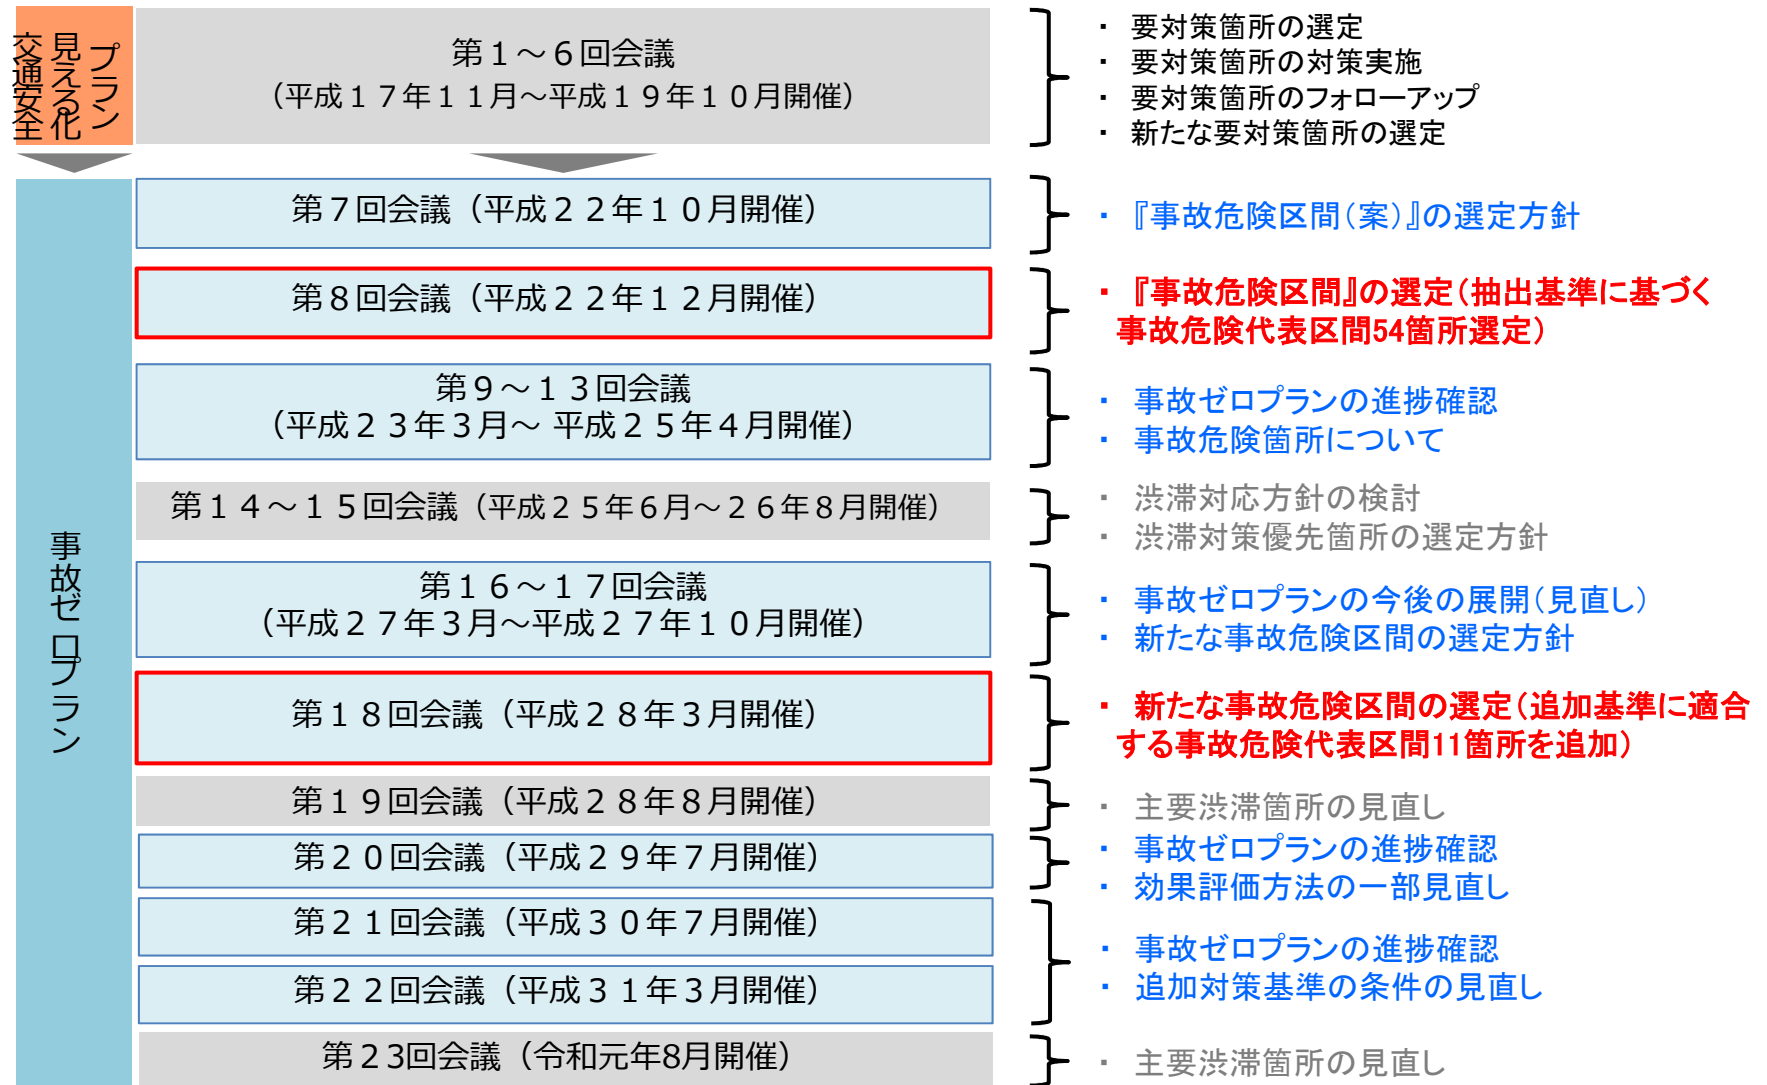 交通安全
見える化
プラン
第１～６回会議
（平成１７年１１月～平成１９年１０月開催）
・ 要対策箇所の選定
・ 要対策箇所の対策実施
・ 要対策箇所のフォローアップ
・ 新たな要対策箇所の選定
事故ゼロプラン
第７回会議（平成２２年１０月開催）
・ 『事故危険区間（案）』の選定方針
第８回会議（平成２２年１２月開催）
・ 『事故危険区間』の選定（抽出基準に基づく
事故危険代表区間54箇所選定）
第９～１３回会議
（平成２３年３月～ 平成２５年４月開催）
・ 事故ゼロプランの進捗確認
・ 事故危険箇所について
第１４～１５回会議（平成２５年６月～２６年８月開催）
・ 渋滞対応方針の検討
・ 渋滞対策優先箇所の選定方針
第１６～１７回会議
（平成２７年３月～平成２７年１０月開催）
・ 事故ゼロプランの今後の展開（見直し）
・ 新たな事故危険区間の選定方針
第１８回会議（平成２８年３月開催）
・ 新たな事故危険区間の選定（追加基準に適合
する事故危険代表区間11箇所を追加）
第１９回会議（平成２８年８月開催）
・ 主要渋滞箇所の見直し
第２０回会議（平成２９年７月開催）
・ 事故ゼロプランの進捗確認
・ 効果評価方法の一部見直し
第２１回会議（平成３０年７月開催）
第２２回会議（平成３１年３月開催）
・ 事故ゼロプランの進捗確認
・ 追加対策基準の条件の見直し
第２3回会議（令和元年8月開催）
・ 主要渋滞箇所の見直し